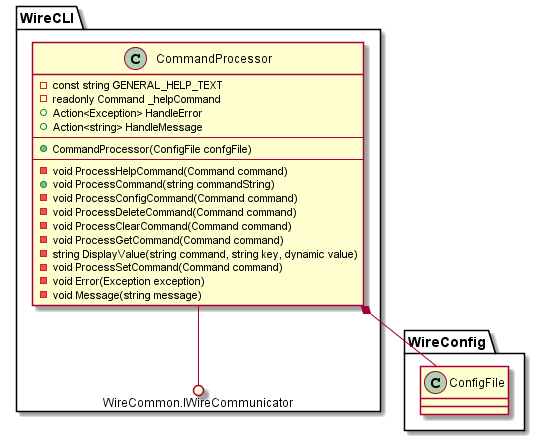 WireCLI
C CommandProcessor
const string GENERAL_HELP_TEXT
readonly Command _helpCommand
Action<Exception> HandleError
Action<string> HandleMessage
CommandProcessor(ConfigFile confgFile)
void ProcessHelpCommand(Command command)
void ProcessCommand(string commandString)
void ProcessConfigCommand(Command command)
void ProcessDeleteCommand(Command command)
void ProcessClearCommand(Command command)
void ProcessGetCommand(Command command)
string DisplayValue(string command, string key, dynamic value)
void ProcessSetCommand(Command command)
void Error(Exception exception)
void Message(string message)
WireConfig
C ConfigFile
WireCommon.IWireCommunicator